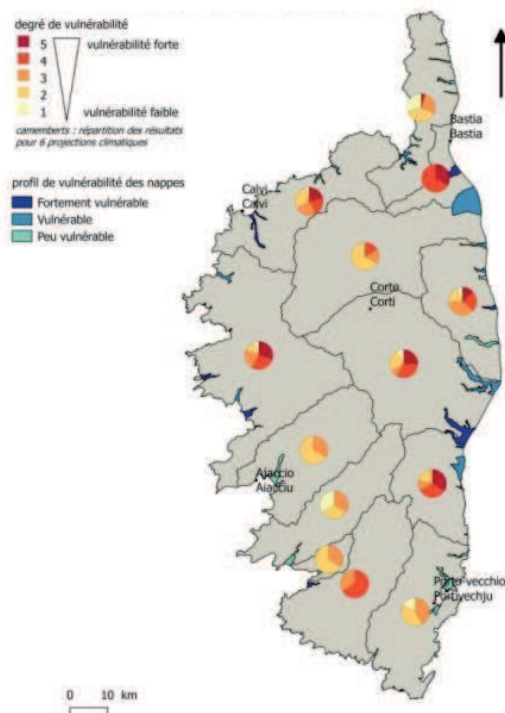 degré de vulnérabilité
5
4
3
2
1
vulnérabilité forte
vulnérabilité faible
camemberts : répartition des résultats
pour 6 projections climatiques
profil de vulnérabilité des nappes
Fortement vulnérable
Vulnérable
Peu vulnérable
Bastia
Bastia
Calvi
Calvi
Corte
Corti
Ajaccio
Aiacciu
Porto-vecchio
Portivechju
0 10 km